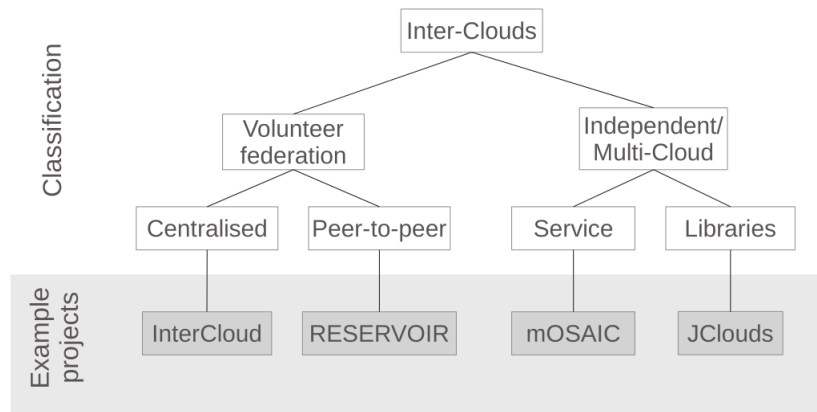 Inter-Clouds
Classification
Volunteer
federation
Independent/
Multi-Cloud
Centralised
Peer-to-peer
Service
Libraries
Example
projects
InterCloud
RESERVOIR
mOSAIC
JClouds